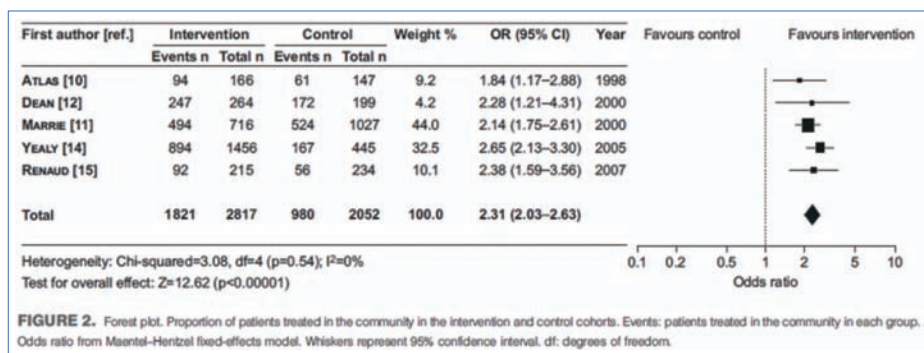 First author [ref.] Intervention Control Weight % OR (95% CI) Year Favours control Favours intervention
Events n Total n Events n Total n
ATLAS [10] 94 166 61 147 9.2 1.84 (1.17–2.88) 1998
DEAN [12] 247 264 172 199 4.2 2.28 (1.21–4.31) 2000
MARRIE [11] 494 716 524 1027 44.0 2.14 (1.75–2.61) 2000
YEALY [14] 894 1456 167 445 32.5 2.65 (2.13–3.30) 2005
RENAUD [15] 92 215 56 234 10.1 2.38 (1.59–3.56) 2007
Total 1821 2817 980 2052 100.0 2.31 (2.03–2.63)
Heterogeneity: Chi-squared=3.08, df=4 (p=0.54); I²=0%
Test for overall effect: Z=12.62 (p<0.00001)
0.1 0.2 0.5 1 2 5 10
Odds ratio
FIGURE 2. Forest plot. Proportion of patients treated in the community in the intervention and control cohorts. Events: patients treated in the community in each group.
Odds ratio from Maentel–Hentzel fixed-effects model. Whiskers represent 95% confidence interval. df: degrees of freedom.